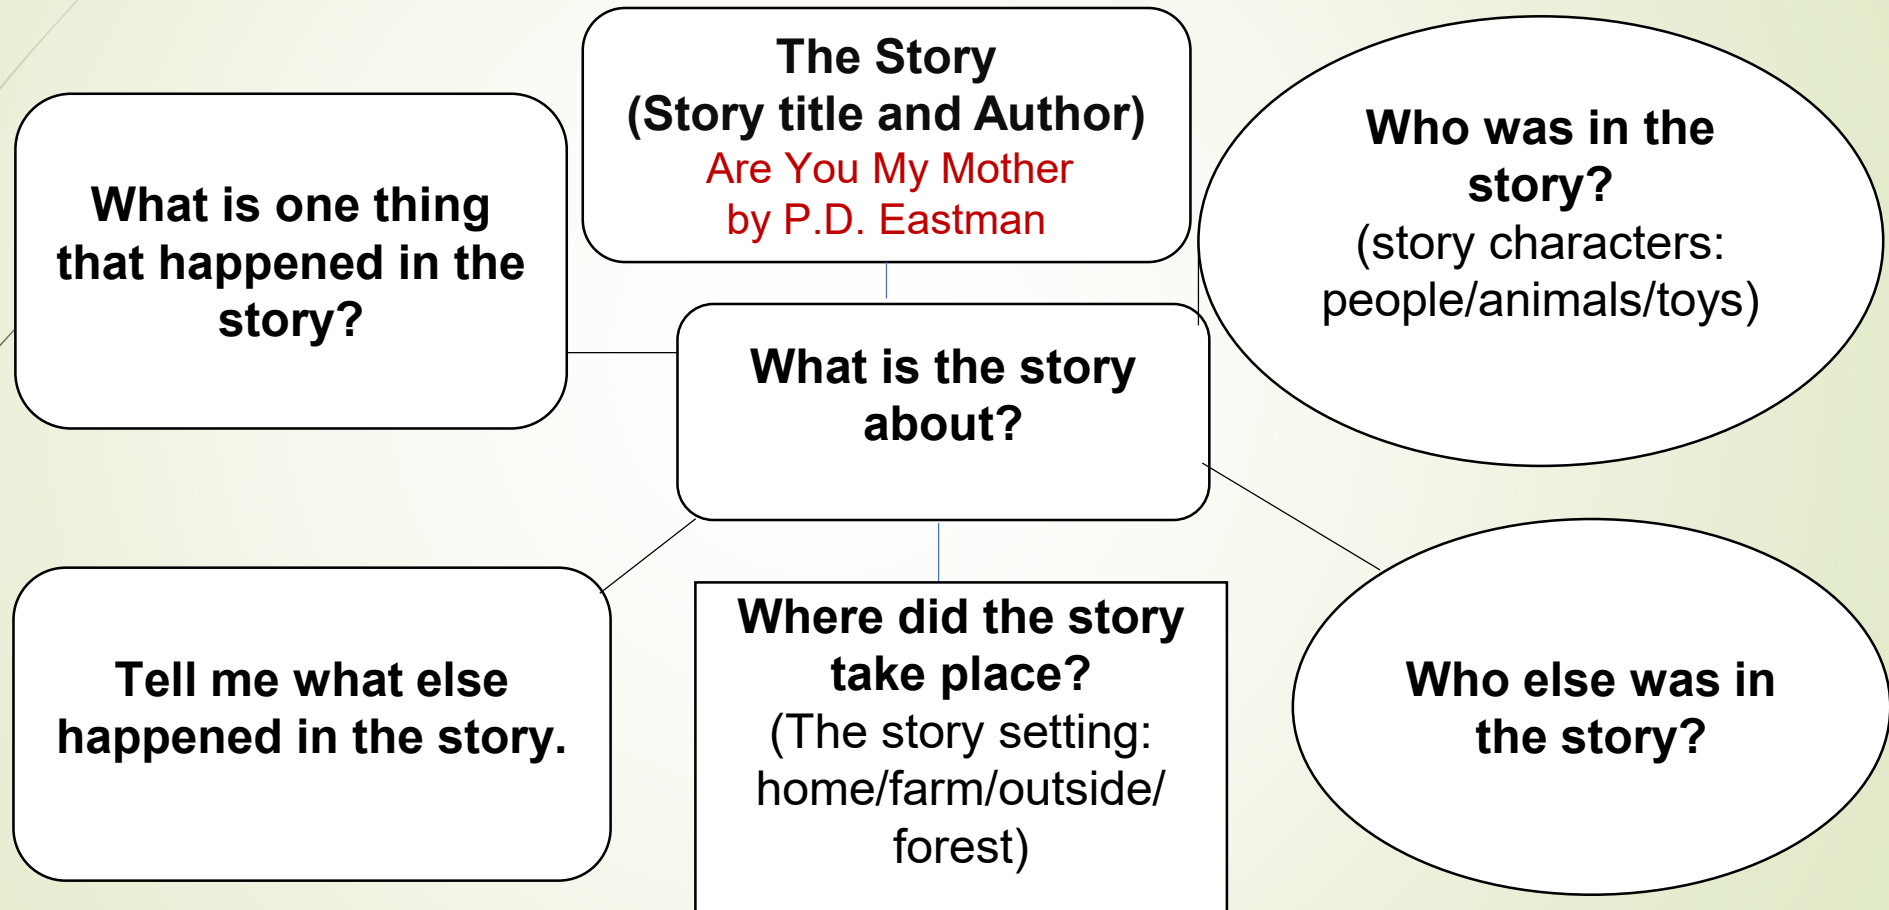 The Story
(Story title and Author)
Are You My Mother
by P.D. Eastman
What is one thing
that happened in the
story?
Who was in the
story?
(story characters:
people/animals/toys)
What is the story
about?
Tell me what else
happened in the story.
Where did the story
take place?
(The story setting:
home/farm/outside/
forest)
Who else was in
the story?